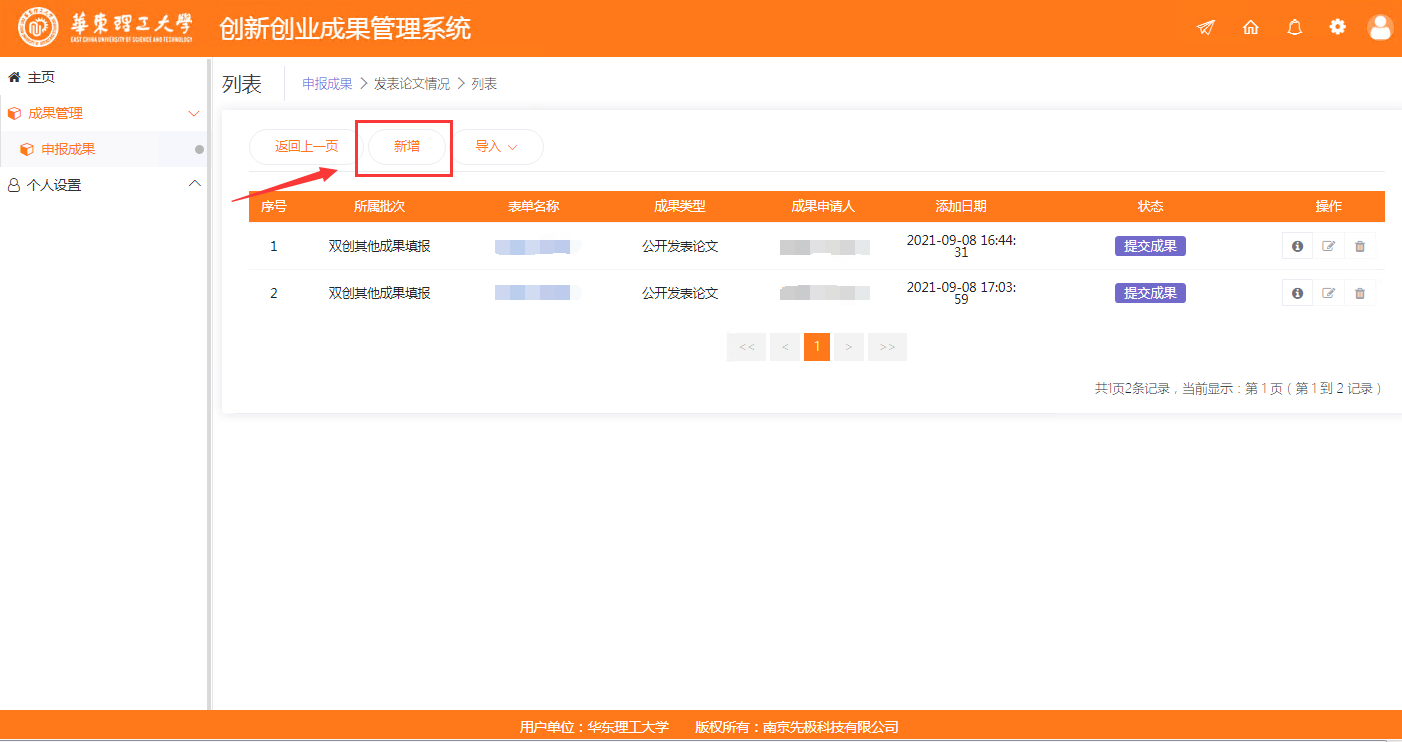 華東理工大學
EAST CHINA UNIVERSITY OF SCIENCE AND TECHNOLOGY
创新创业成果管理系统
主页
成果管理
申报成果
个人设置
列表
申报成果 > 发表论文情况 > 列表
返回上一页 新增 导入
序号 所属批次 表单名称 成果类型 成果申请人 添加日期 状态 操作
1 双创其他成果填报 公开发表论文 2021-09-08 16:44:31 提交成果
2 双创其他成果填报 公开发表论文 2021-09-08 17:03:59 提交成果
<< < 1 > >>
共1页2条记录，当前显示：第 1 页（第 1 到 2 记录）
用户单位：华东理工大学 版权所有：南京先极科技有限公司